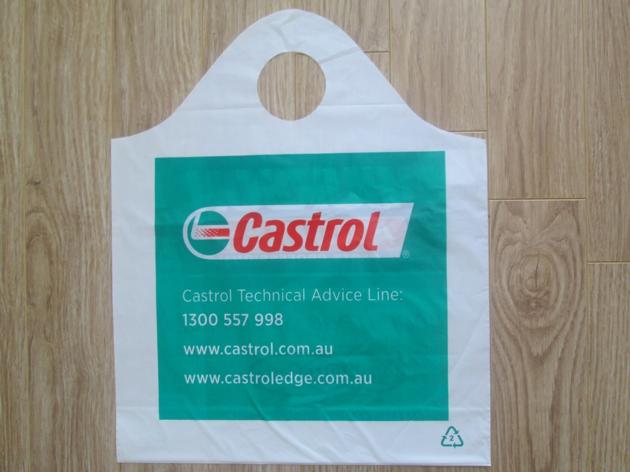 Castrol
Castrol Technical Advice Line:
1300 557 998
www.castrol.com.au
www.castroledge.com.au
2